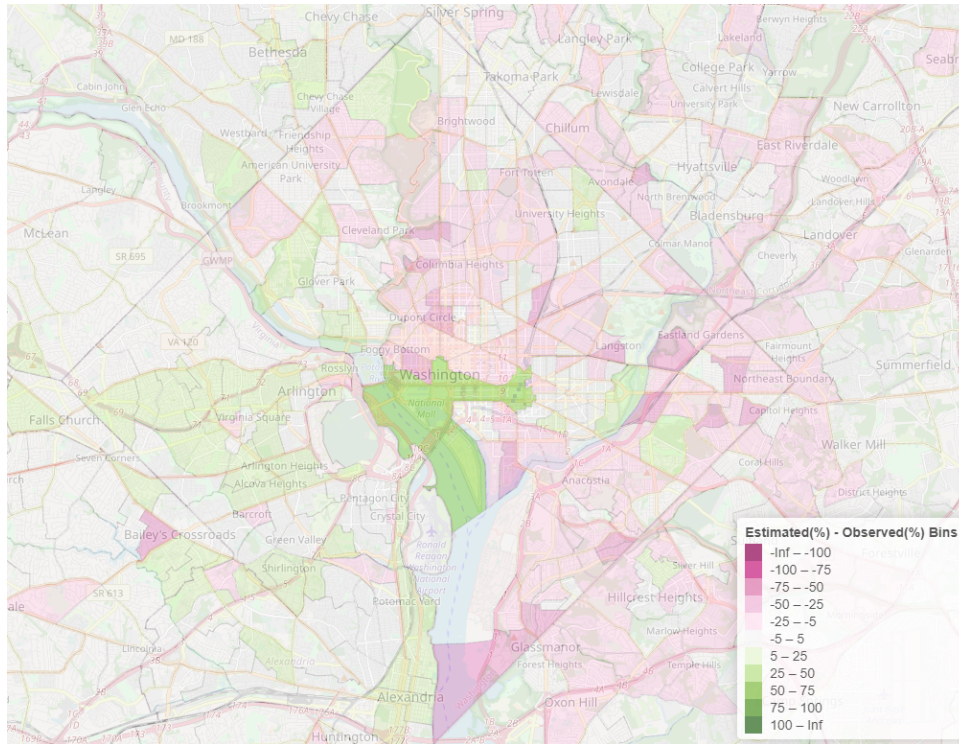 Chevy Chase
Silver Spring
MD 188
Bethesda
Langley Park
Lakeland
Berwyn Heights
Seabr
Cabin John
Takoma Park
College Park
Yarrow
Glen Echo
Chevy Chase
Village
Lewisdale
Calvert Hills
University Park
New Carrollton
Westbard
Friendship
Heights
Brightwood
Chillum
East Riverdale
American University
Park
Fort Totten
Hyattsville
Langley
Avondale
Woodlawn
Brookmont
North Brentwood
Landover Hills
McLean
Cleveland Park
University Heights
Bladensburg
Landover
SR 695
GWMP
Columbia Heights
Colmar Manor
Cheverly
Glenarden
Glover Park
VA 120
Dupont Circle
Foggy Bottom
Langston
Eastland Gardens
Fairmount
Heights
Summerfield
Rosslyn
Washington
Northeast Boundary
Arlington
National
Mall
Falls Church
Virginia Square
Capitol Heights
Seven Corners
Arlington Heights
Walker Mill
Alcova Heights
Coral Hills
Anacostia
District Heights
Pentagon City
Barcroft
Crystal City
Bailey's Crossroads
Green Valley
Ronald
Reagan
Washington
National
Airport
Shirlington
Silver Hill
SR 613
Potomac Yard
Hillcrest Heights
Lincolnia
Glassmanor
Marlow Heights
Forest Heights
Temple Hills
Alexandria
Alexandria
Oxon Hill
Huntington
Estimated(%) - Observed(%) Bins
-Inf – -100
-100 – -75
-75 – -50
-50 – -25
-25 – -5
-5 – 5
5 – 25
25 – 50
50 – 75
75 – 100
100 – Inf